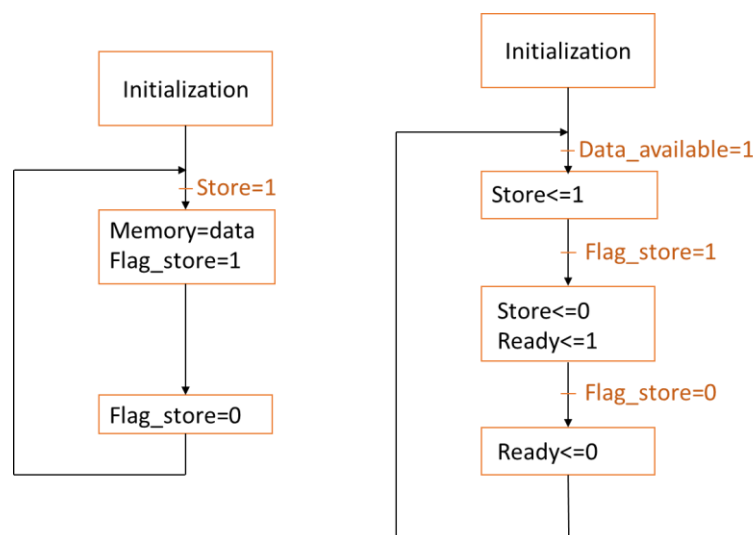 Initialization
Store=1
Memory=data
Flag_store=1
Flag_store=0
Initialization
Data_available=1
Store<=1
Flag_store=1
Store<=0
Ready<=1
Flag_store=0
Ready<=0